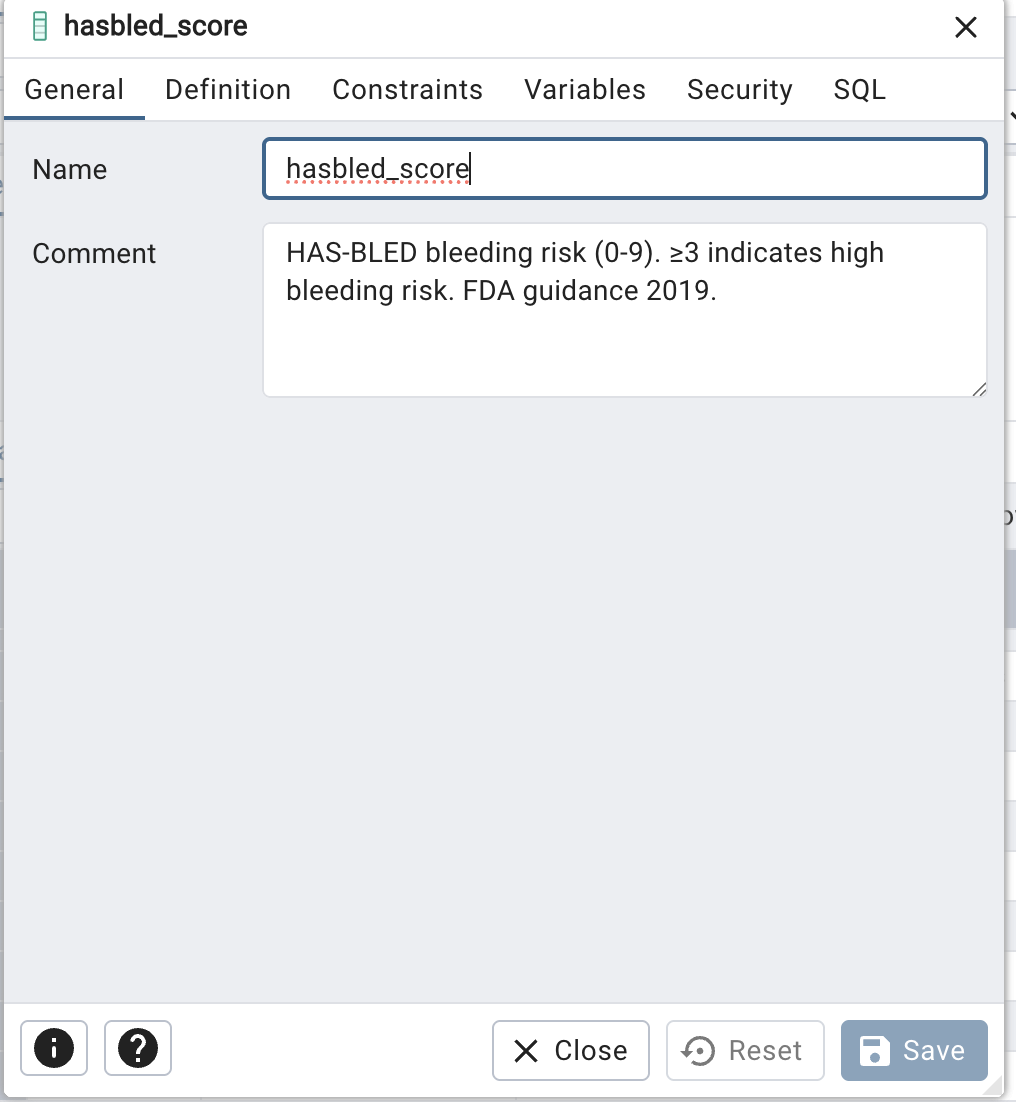 hasbled_score
General Definition Constraints Variables Security SQL
Name
hasbled_score
Comment
HAS-BLED bleeding risk (0-9). ≥3 indicates high
bleeding risk. FDA guidance 2019.
Close Reset Save